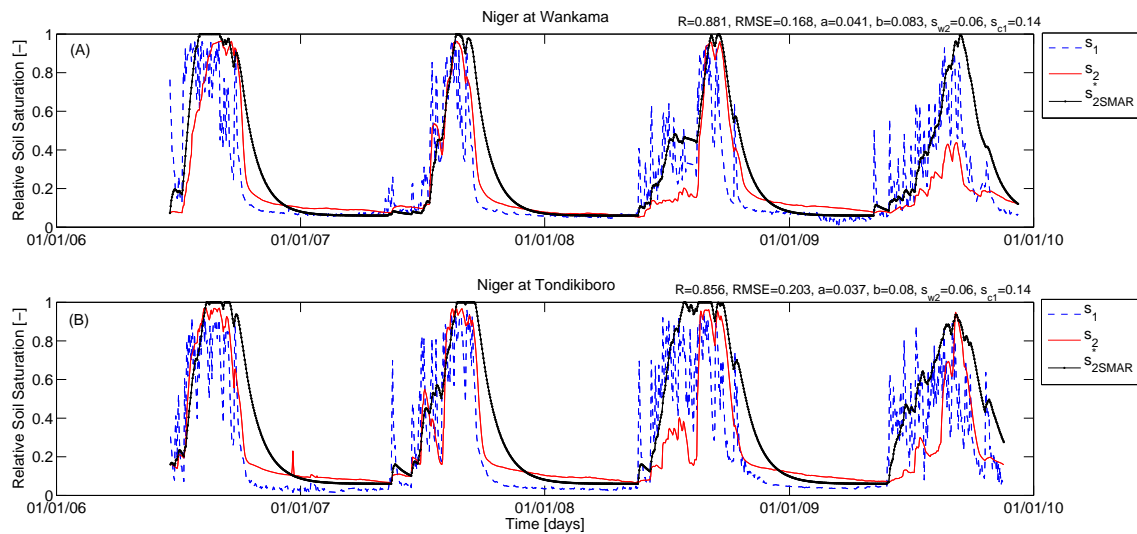 Niger at Wankama
R=0.881, RMSE=0.168, a=0.041, b=0.083, s_w2=0.06, s_c1=0.14
(A)
Relative Soil Saturation [–]
1
0.8
0.6
0.4
0.2
0
01/01/06 01/01/07 01/01/08 01/01/09 01/01/10
s_1
s_2
s*_2SMAR
Niger at Tondikiboro
R=0.856, RMSE=0.203, a=0.037, b=0.08, s_w2=0.06, s_c1=0.14
(B)
Relative Soil Saturation [–]
1
0.8
0.6
0.4
0.2
0
01/01/06 01/01/07 01/01/08 01/01/09 01/01/10
Time [days]
s_1
s_2
s*_2SMAR